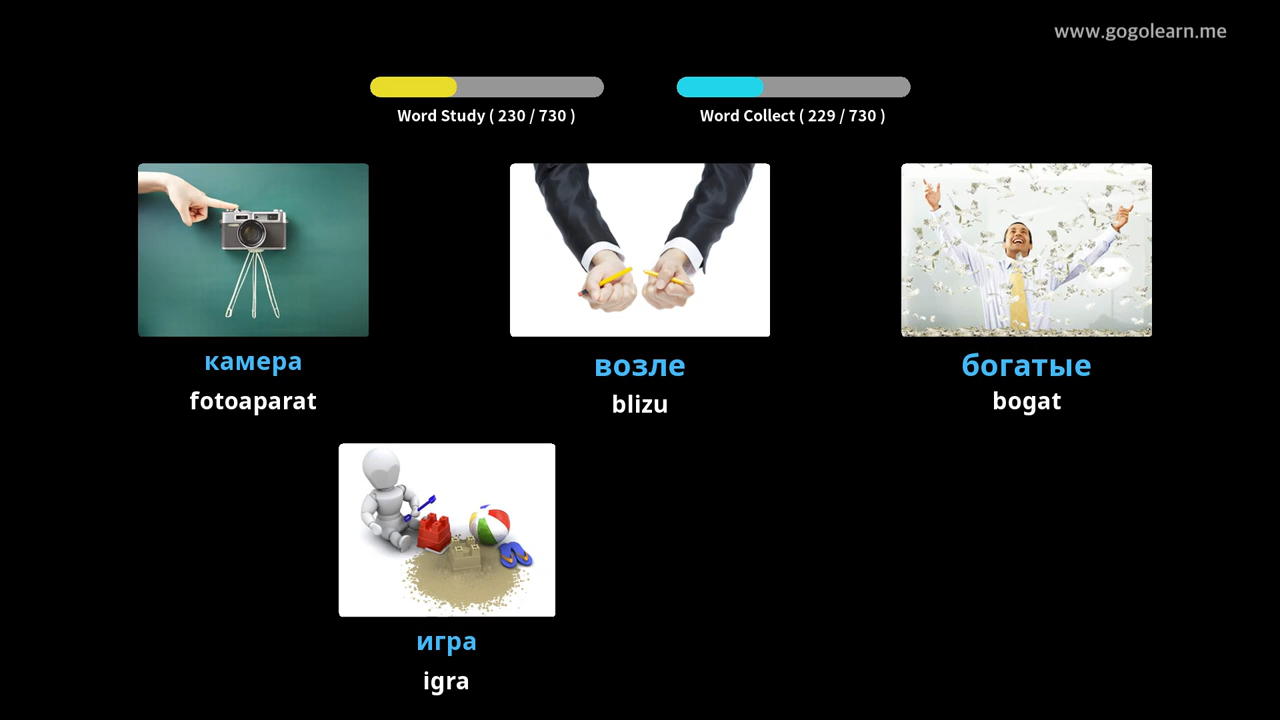 www.gogolearn.me
Word Study ( 230 / 730 )
Word Collect ( 229 / 730 )
камера
fotoaparat
возле
blizu
богатые
bogat
игра
igra